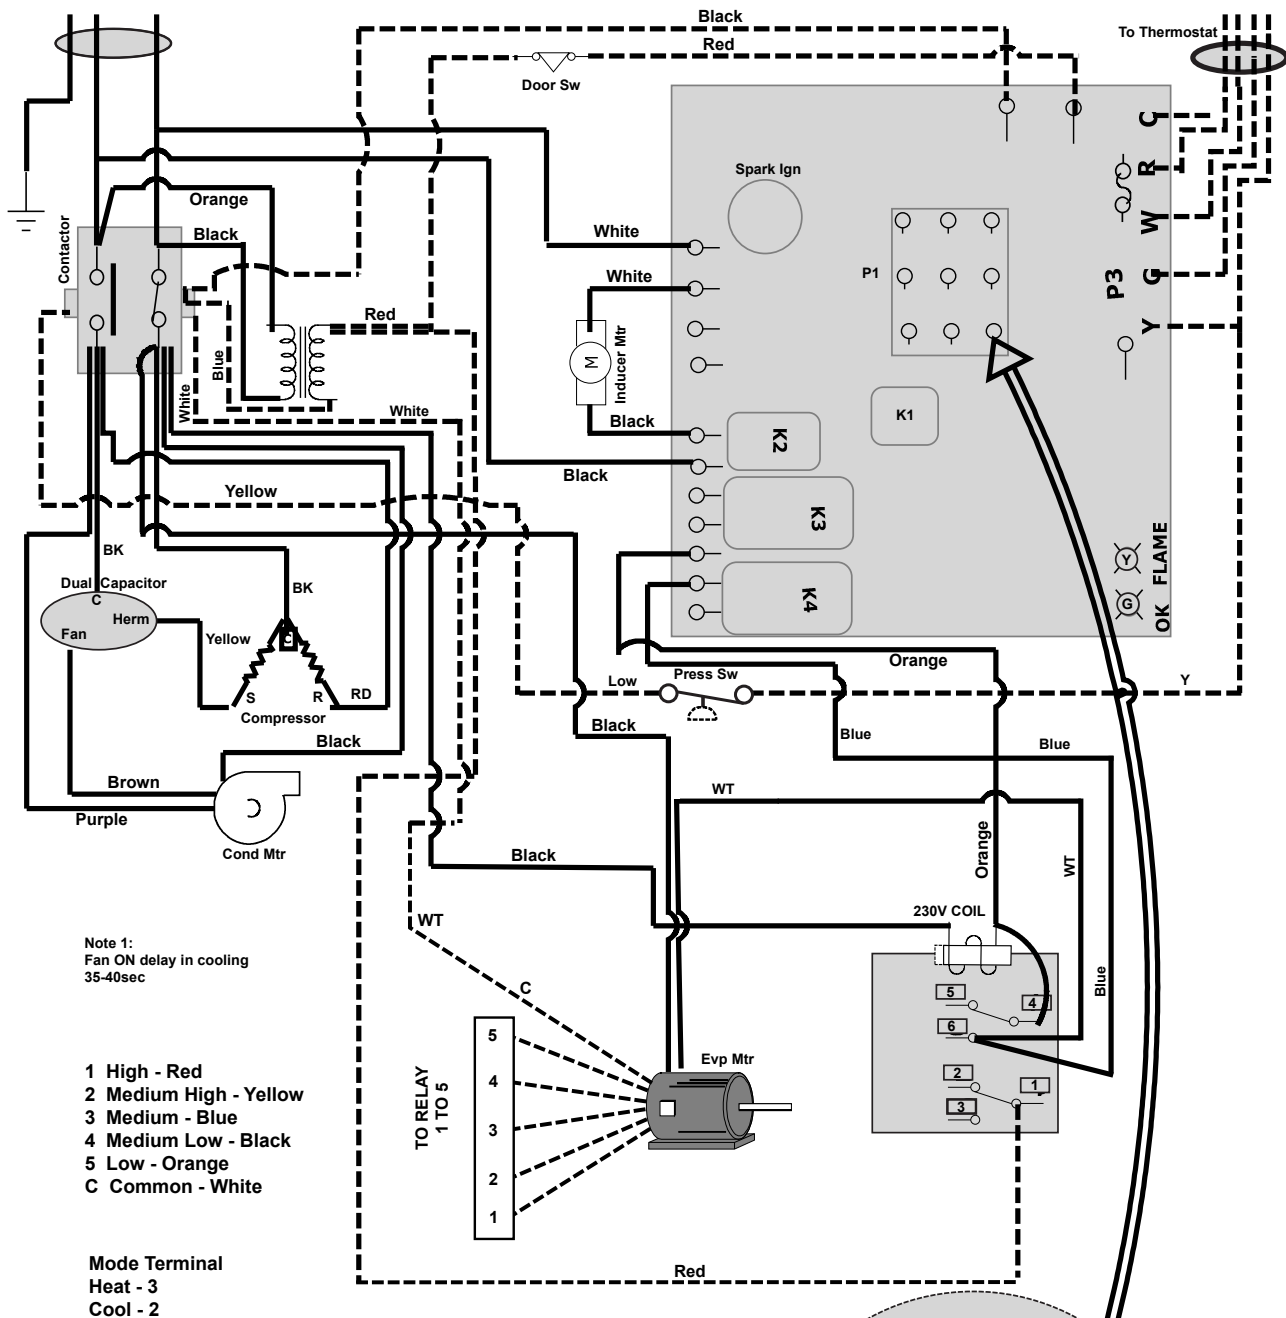 Black
To Thermostat
Red
Door Sw
C
Spark Ign
R
Orange
W
Contactor
Black
White
P1
P3
G
White
Red
Y
Inducer Mtr
M
Blue
White
White
K1
Black
K2
Black
Yellow
K3
BK
FLAME
Y
Dual Capacitor
C
BK
Herm
K4
G
OK
Fan
Yellow
C
Orange
Low
Press Sw
Y
S
R
RD
Compressor
Black
Black
Blue
Blue
Brown
WT
Purple
Cond Mtr
Black
Orange
WT
230V COIL
WT
Note 1:
Fan ON delay in cooling
35-40sec
Blue
C
5
4
6
5
Evp Mtr
4
2
1
3
TO RELAY
1 TO 5
3
2
1
1 High - Red
2 Medium High - Yellow
3 Medium - Blue
4 Medium Low - Black
5 Low - Orange
C Common - White
Mode Terminal
Heat - 3
Cool - 2
Red